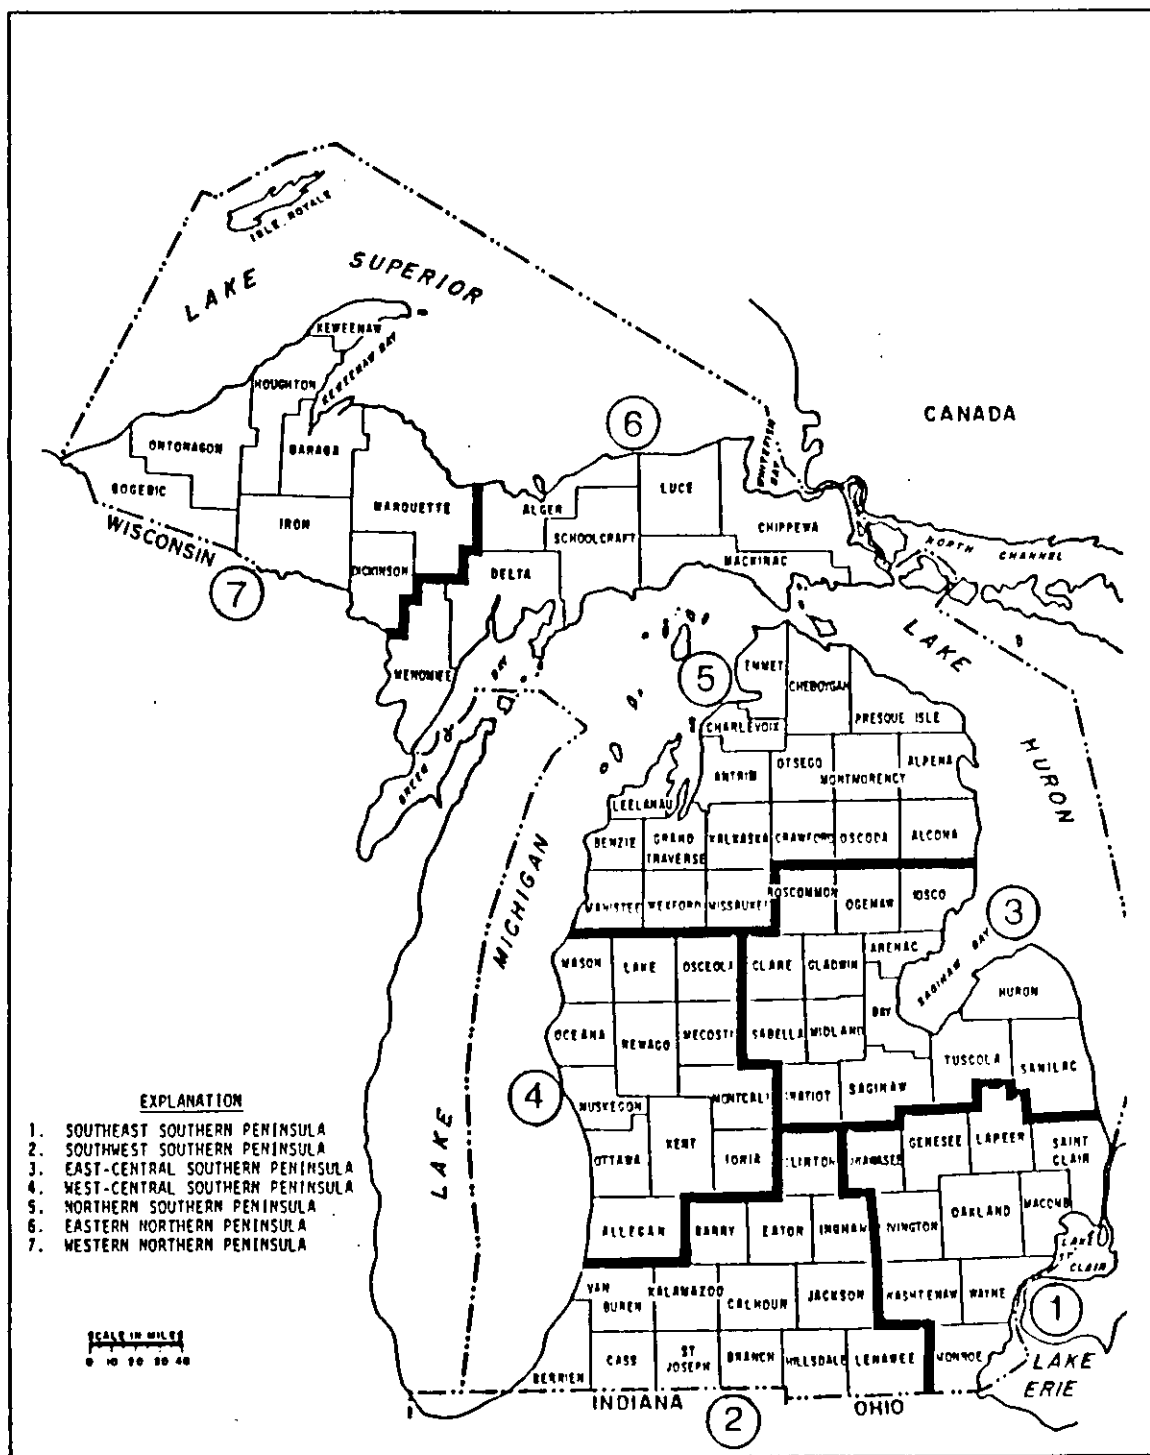 ISLE ROYALE
LAKE SUPERIOR
KEWEENAW
KEWEENAW BAY
HOUGHTON
ONTONAGON
BARAGA
GOGEBIC
IRON
MARQUETTE
DICKINSON
WISCONSIN
7
6
ALGER
LUCE
SCHOOLCRAFT
CHIPPEWA
MACKINAC
DELTA
MENOMINEE
WHITEFISH BAY
CANADA
NORTH CHANNEL
LAKE HURON
GREEN BAY
LAKE MICHIGAN
5
EMMET
CHEBOYGAN
PRESQUE ISLE
CHARLEVOIX
ANTRIM
OTSEGO
MONTMORENCY
ALPENA
LEELANAU
BENZIE
GRAND
TRAVERSE
KALKASKA
CRAWFORD
OSCODA
ALCONA
MANISTEE
WEXFORD
MISSAUKEE
ROSCOMMON
OGEMAW
IOSCO
3
ARENAC
SAGINAW BAY
MASON
LAKE
OSCEOLA
CLARE
GLADWIN
BAY
HURON
OCEANA
NEWAGO
MECOSTA
ISABELLA
MIDLAND
TUSCOLA
SANILAC
4
MUSKEGON
MONTCALM
GRATIOT
SAGINAW
KENT
OTTAWA
IONIA
CLINTON
SHIAWASSEE
GENESEE
LAPEER
SAINT
CLAIR
ALLEGAN
BARRY
EATON
INGHAM
LIVINGTON
OAKLAND
MACOMB
LAKE
ST
CLAIR
VAN
BUREN
KALAMAZOO
CALHOUN
JACKSON
WASHTENAW
WAYNE
1
BERRIEN
CASS
ST
JOSEPH
BRANCH
HILLSDALE
LENAWEE
MONROE
LAKE
ERIE
INDIANA
2
OHIO
EXPLANATION
1. SOUTHEAST SOUTHERN PENINSULA
2. SOUTHWEST SOUTHERN PENINSULA
3. EAST-CENTRAL SOUTHERN PENINSULA
4. WEST-CENTRAL SOUTHERN PENINSULA
5. NORTHERN SOUTHERN PENINSULA
6. EASTERN NORTHERN PENINSULA
7. WESTERN NORTHERN PENINSULA
SCALE IN MILES
0 10 20 30 40